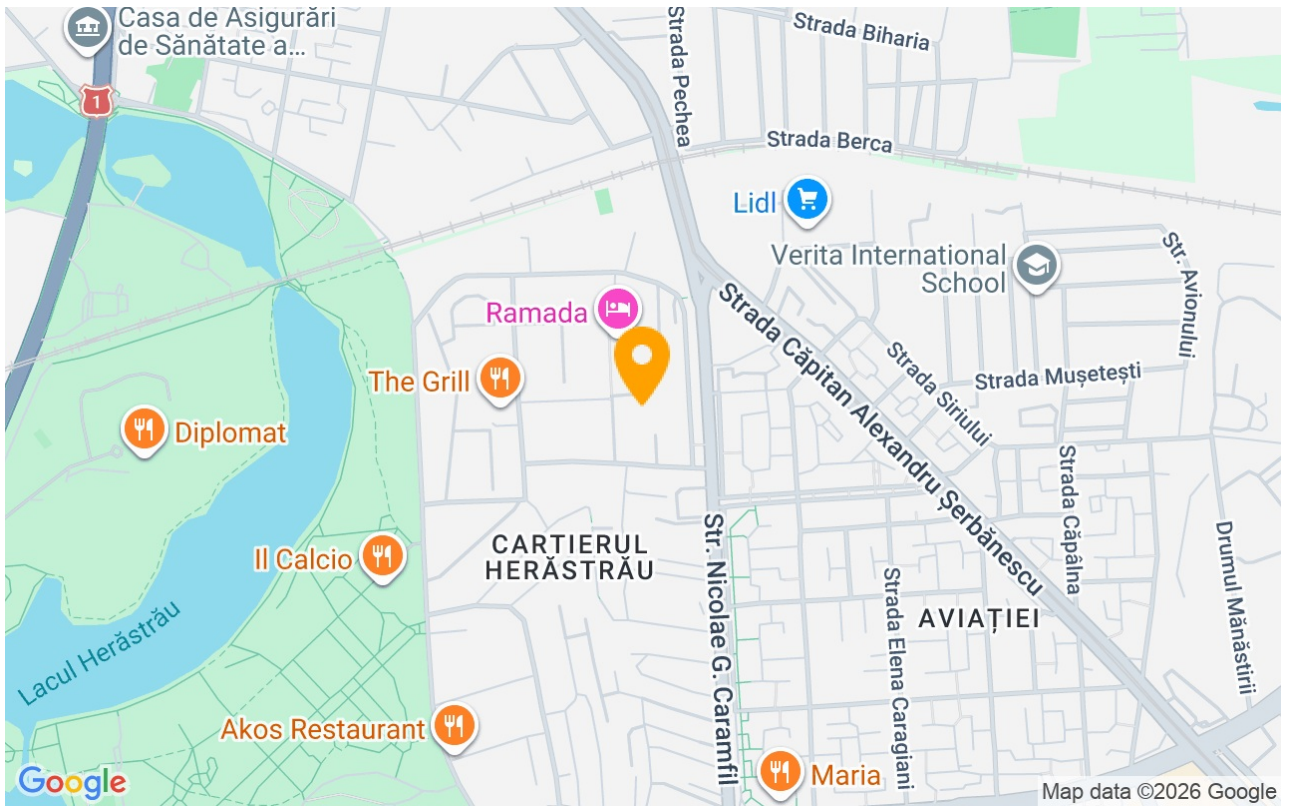 Casa de Asigurări
de Sănătate a...
1
Strada Pechea
Strada Biharia
Strada Berca
Lidl
Verita International
School
Str. Avionului
Ramada
Strada Căpitan Alexandru Șerbănescu
The Grill
Strada Siriului
Strada Mușetești
Diplomat
Strada Căpâlna
Str. Nicolae G. Caramfil
Drumul Mănăstirii
Il Calcio
CARTIERUL
HERĂSTRĂU
Strada Elena Caragiani
AVIAȚIEI
Lacul Herăstrău
Akos Restaurant
Maria
Google
Map data ©2026 Google